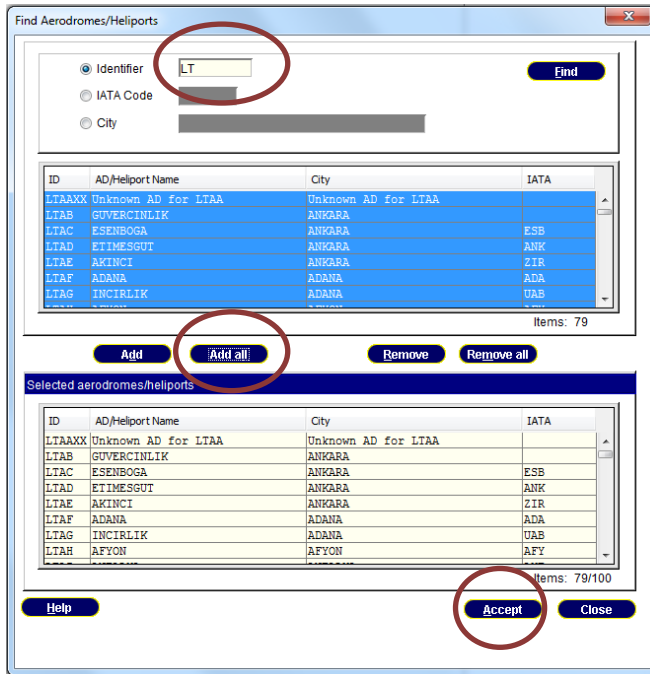 Find Aerodromes/Heliports
Identifier LT Find
IATA Code
City
ID AD/Heliport Name City IATA
LTAAXX Unknown AD for LTAA Unknown AD for LTAA
LTAB GUVERCINLIK ANKARA
LTAC ESENBOGA ANKARA ESB
LTAD ETIMESGUT ANKARA ANK
LTAE AKINCI ANKARA ZIR
LTAF ADANA ADANA ADA
LTAG INCIRLIK ADANA UAB
Items: 79
Add Add all Remove Remove all
Selected aerodromes/heliports
ID AD/Heliport Name City IATA
LTAAXX Unknown AD for LTAA Unknown AD for LTAA
LTAB GUVERCINLIK ANKARA
LTAC ESENBOGA ANKARA ESB
LTAD ETIMESGUT ANKARA ANK
LTAE AKINCI ANKARA ZIR
LTAF ADANA ADANA ADA
LTAG INCIRLIK ADANA UAB
LTAH AFYON AFYON AFY
Items: 79/100
Help Accept Close